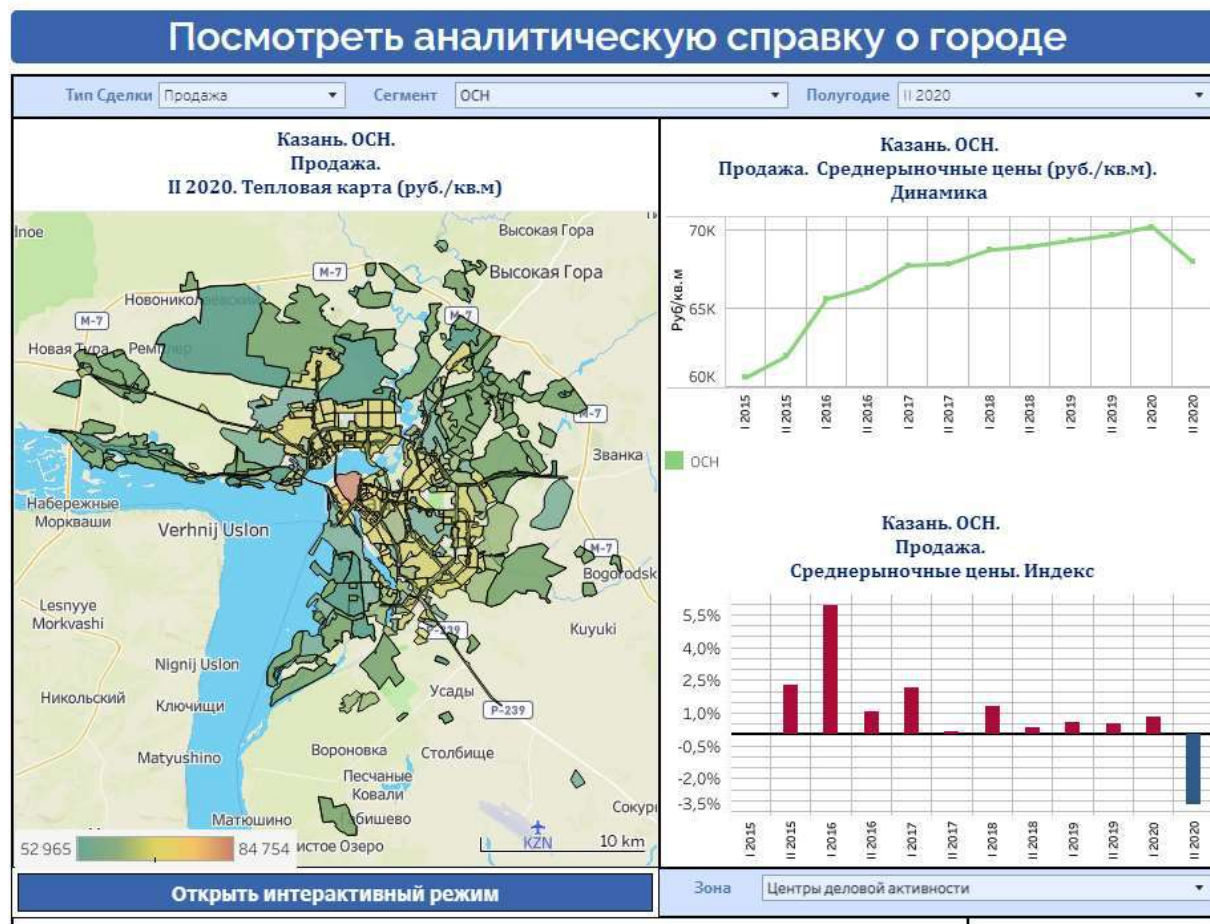 Посмотреть аналитическую справку о городе
Тип Сделки Продажа Сегмент ОСН Полугодие II 2020
Казань. ОСН.
Продажа.
II 2020. Тепловая карта (руб./кв.м)
lnoe
Высокая Гора
Высокая Гора
М-7
Новониколаевский
М-7
М-7
Новая Тура
М-7
Званка
Набережные
Моркваши
Verhnij Uslon
М-7
Bogorodsk
Lesnyye
Morkvashi
Р-239
Kuyuki
Nignij Uslon
Никольский
Ключищи
Усады
Р-239
Matyushino
Вороновка
Столбище
Песчаные
Ковали
Матюшино
Габишево
Сокуры
KZN
10 km
истое Озеро
52 965
84 754
Открыть интерактивный режим
Казань. ОСН.
Продажа. Среднерыночные цены (руб./кв.м).
Динамика
Руб/кв.м
70K
65K
60K
I 2015
II 2015
I 2016
II 2016
I 2017
II 2017
I 2018
II 2018
I 2019
II 2019
I 2020
II 2020
ОСН
Казань. ОСН.
Продажа.
Среднерыночные цены. Индекс
5,5%
4,0%
2,5%
1,0%
-0,5%
-2,0%
-3,5%
I 2015
II 2015
I 2016
II 2016
I 2017
II 2017
I 2018
II 2018
I 2019
II 2019
I 2020
II 2020
Зона Центры деловой активности